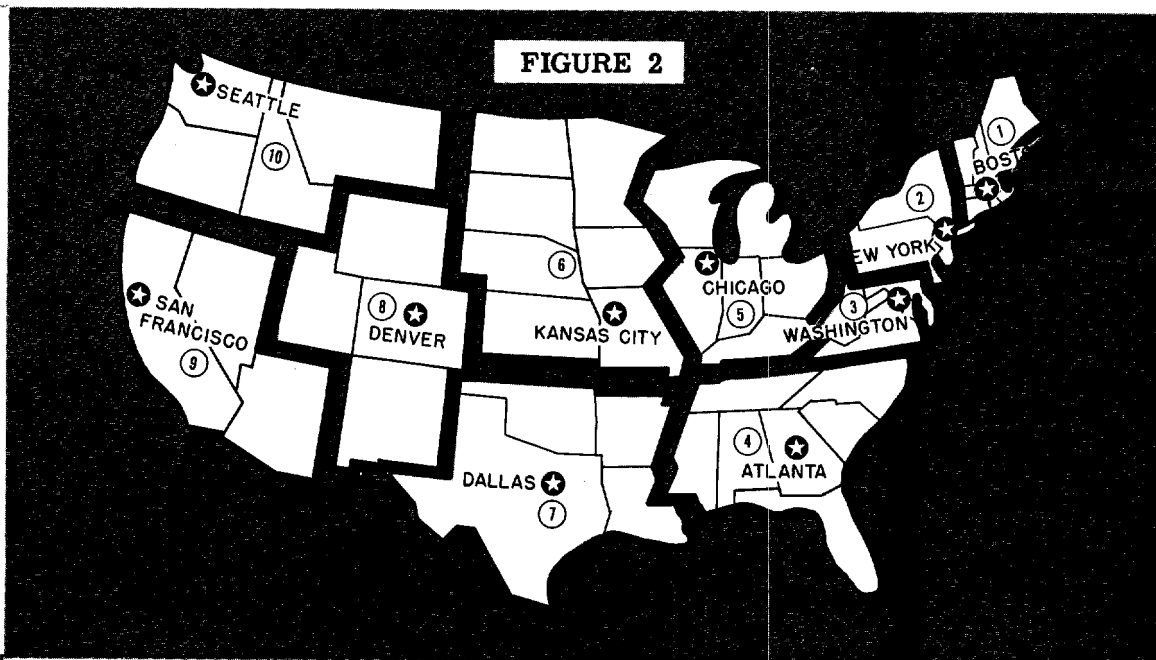 FIGURE 2
SEATTLE
10
1
BOST
2
EW YORK
6
CHICAGO
5
3
WASHINGTON
SAN
FRANCISCO
9
8
DENVER
KANSAS CITY
4
ATLANTA
DALLAS
7